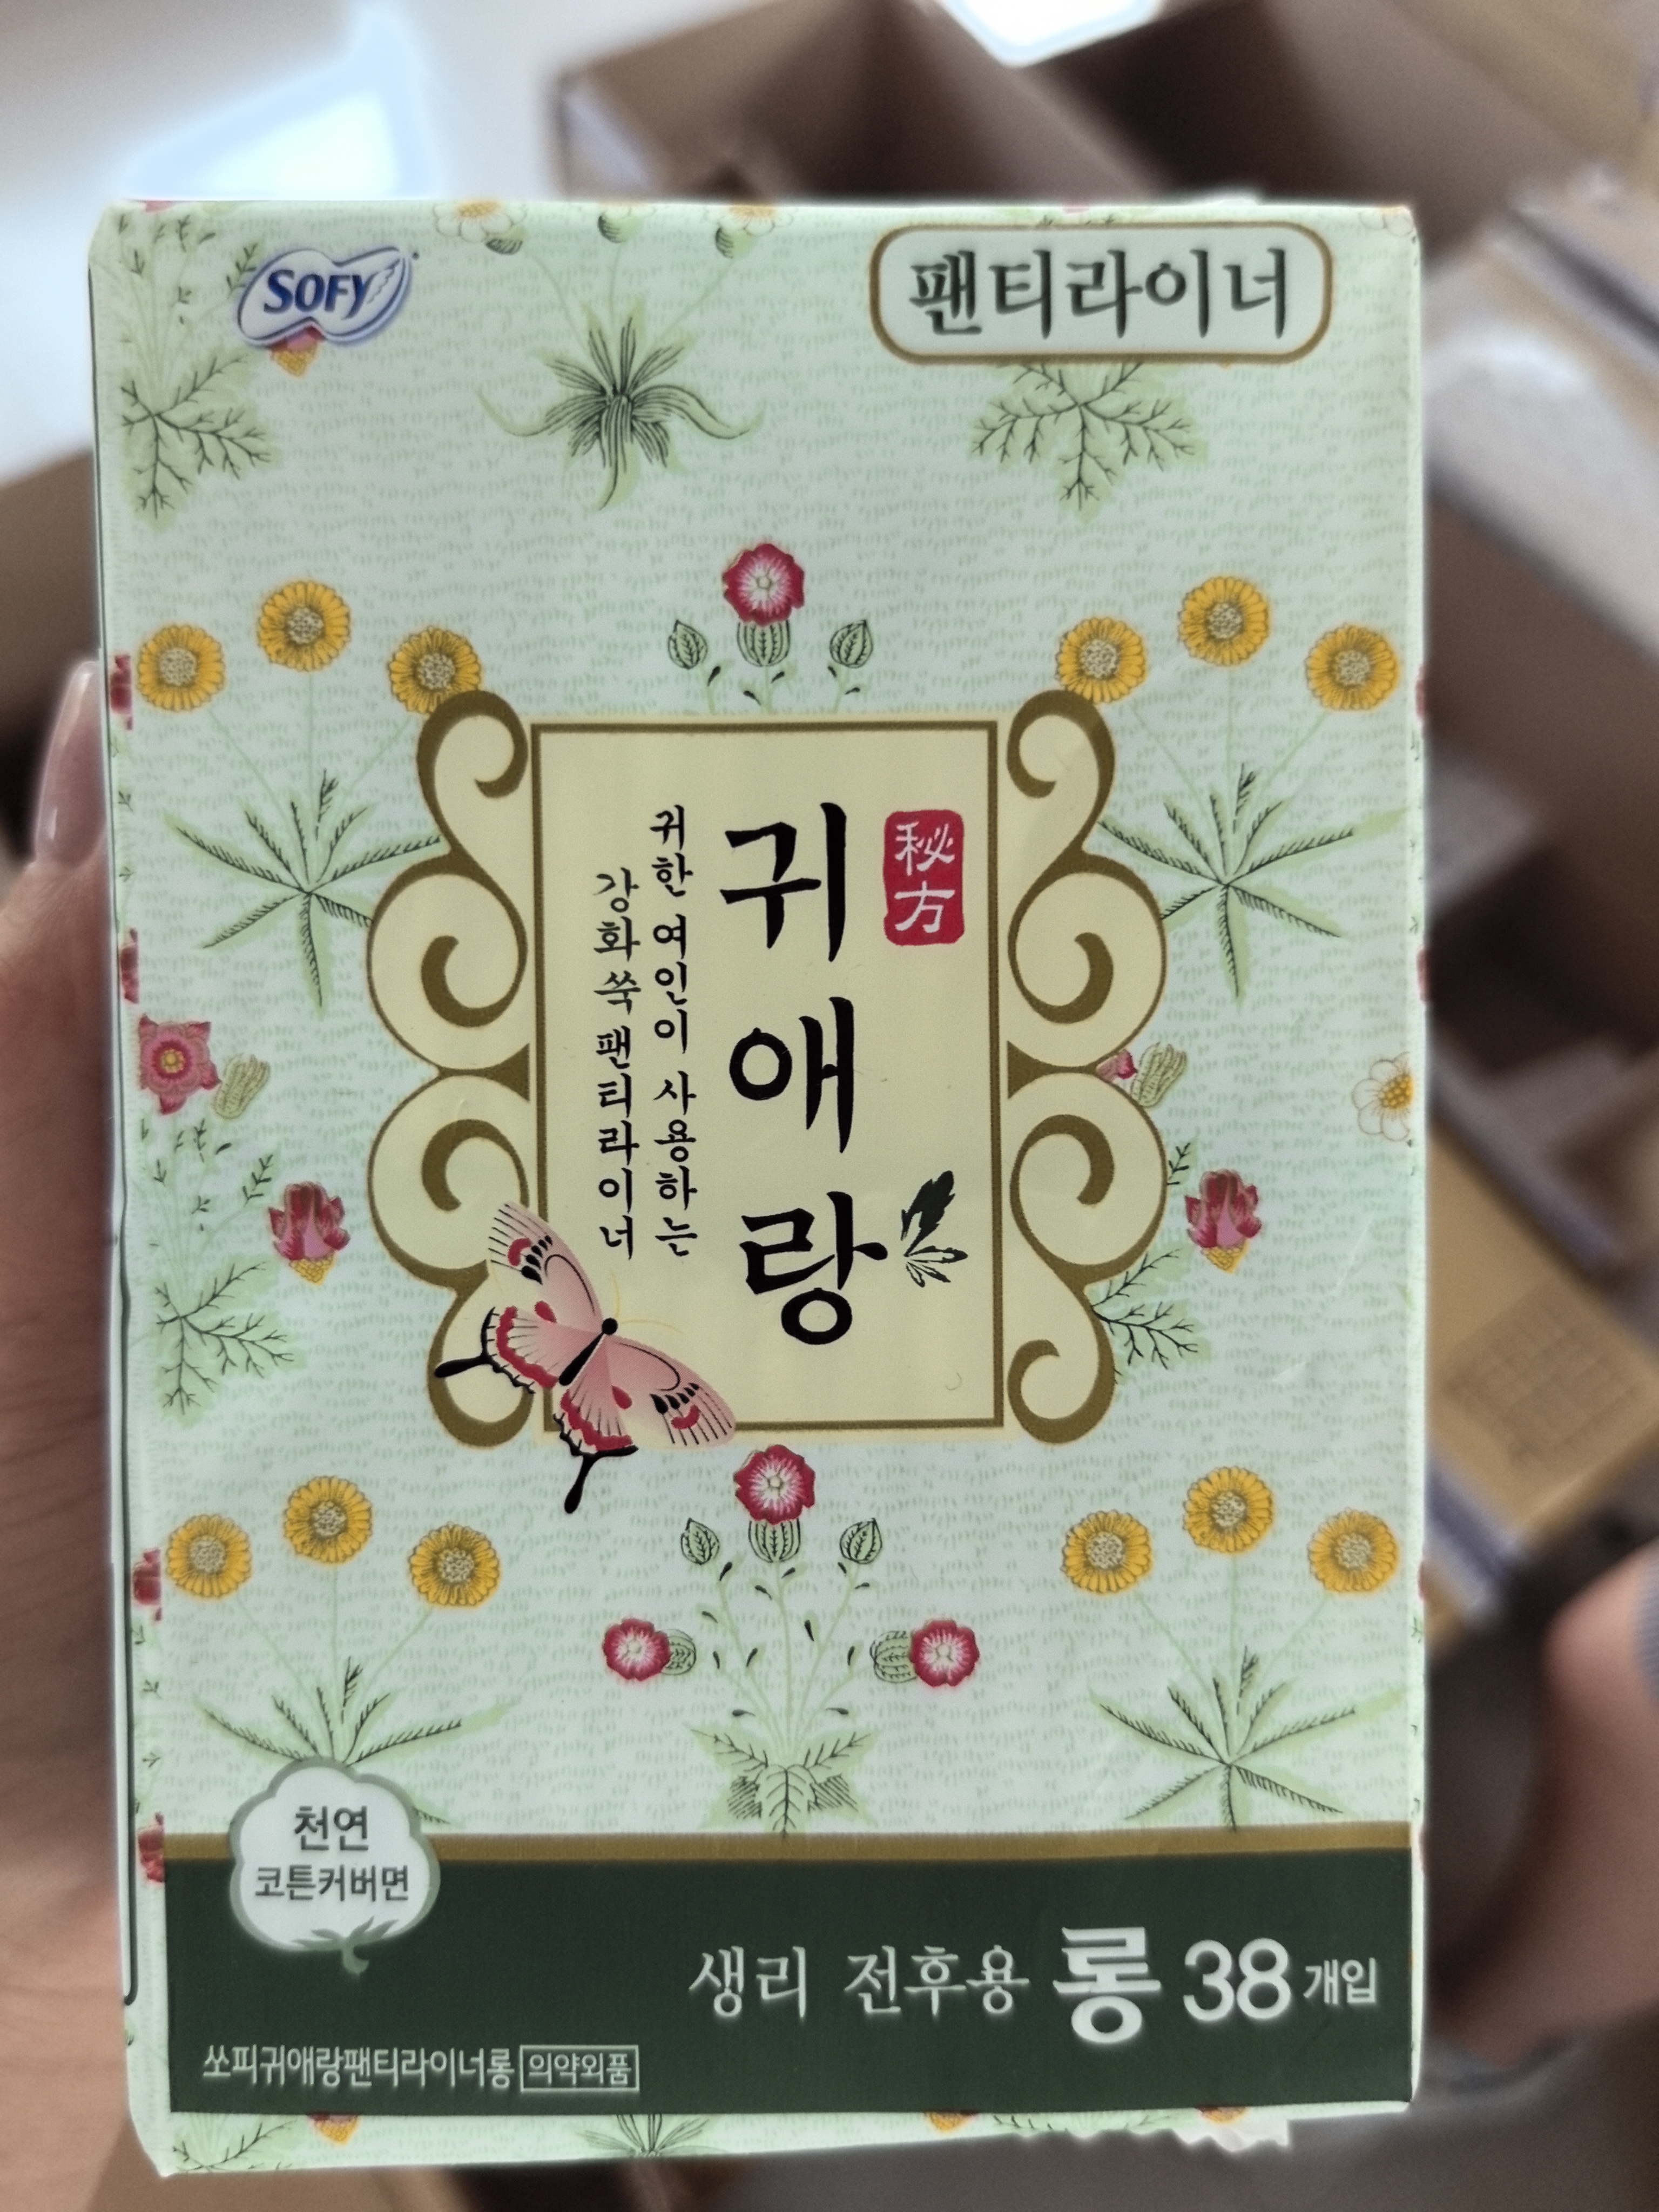 SOFY
팬티라이너
秘方
귀애랑
귀한 여인이 사용하는
강화쑥 팬티라이너
천연
코튼커버면
생리 전후용 롱 38개입
쏘피귀애랑팬티라이너롱 의약외품